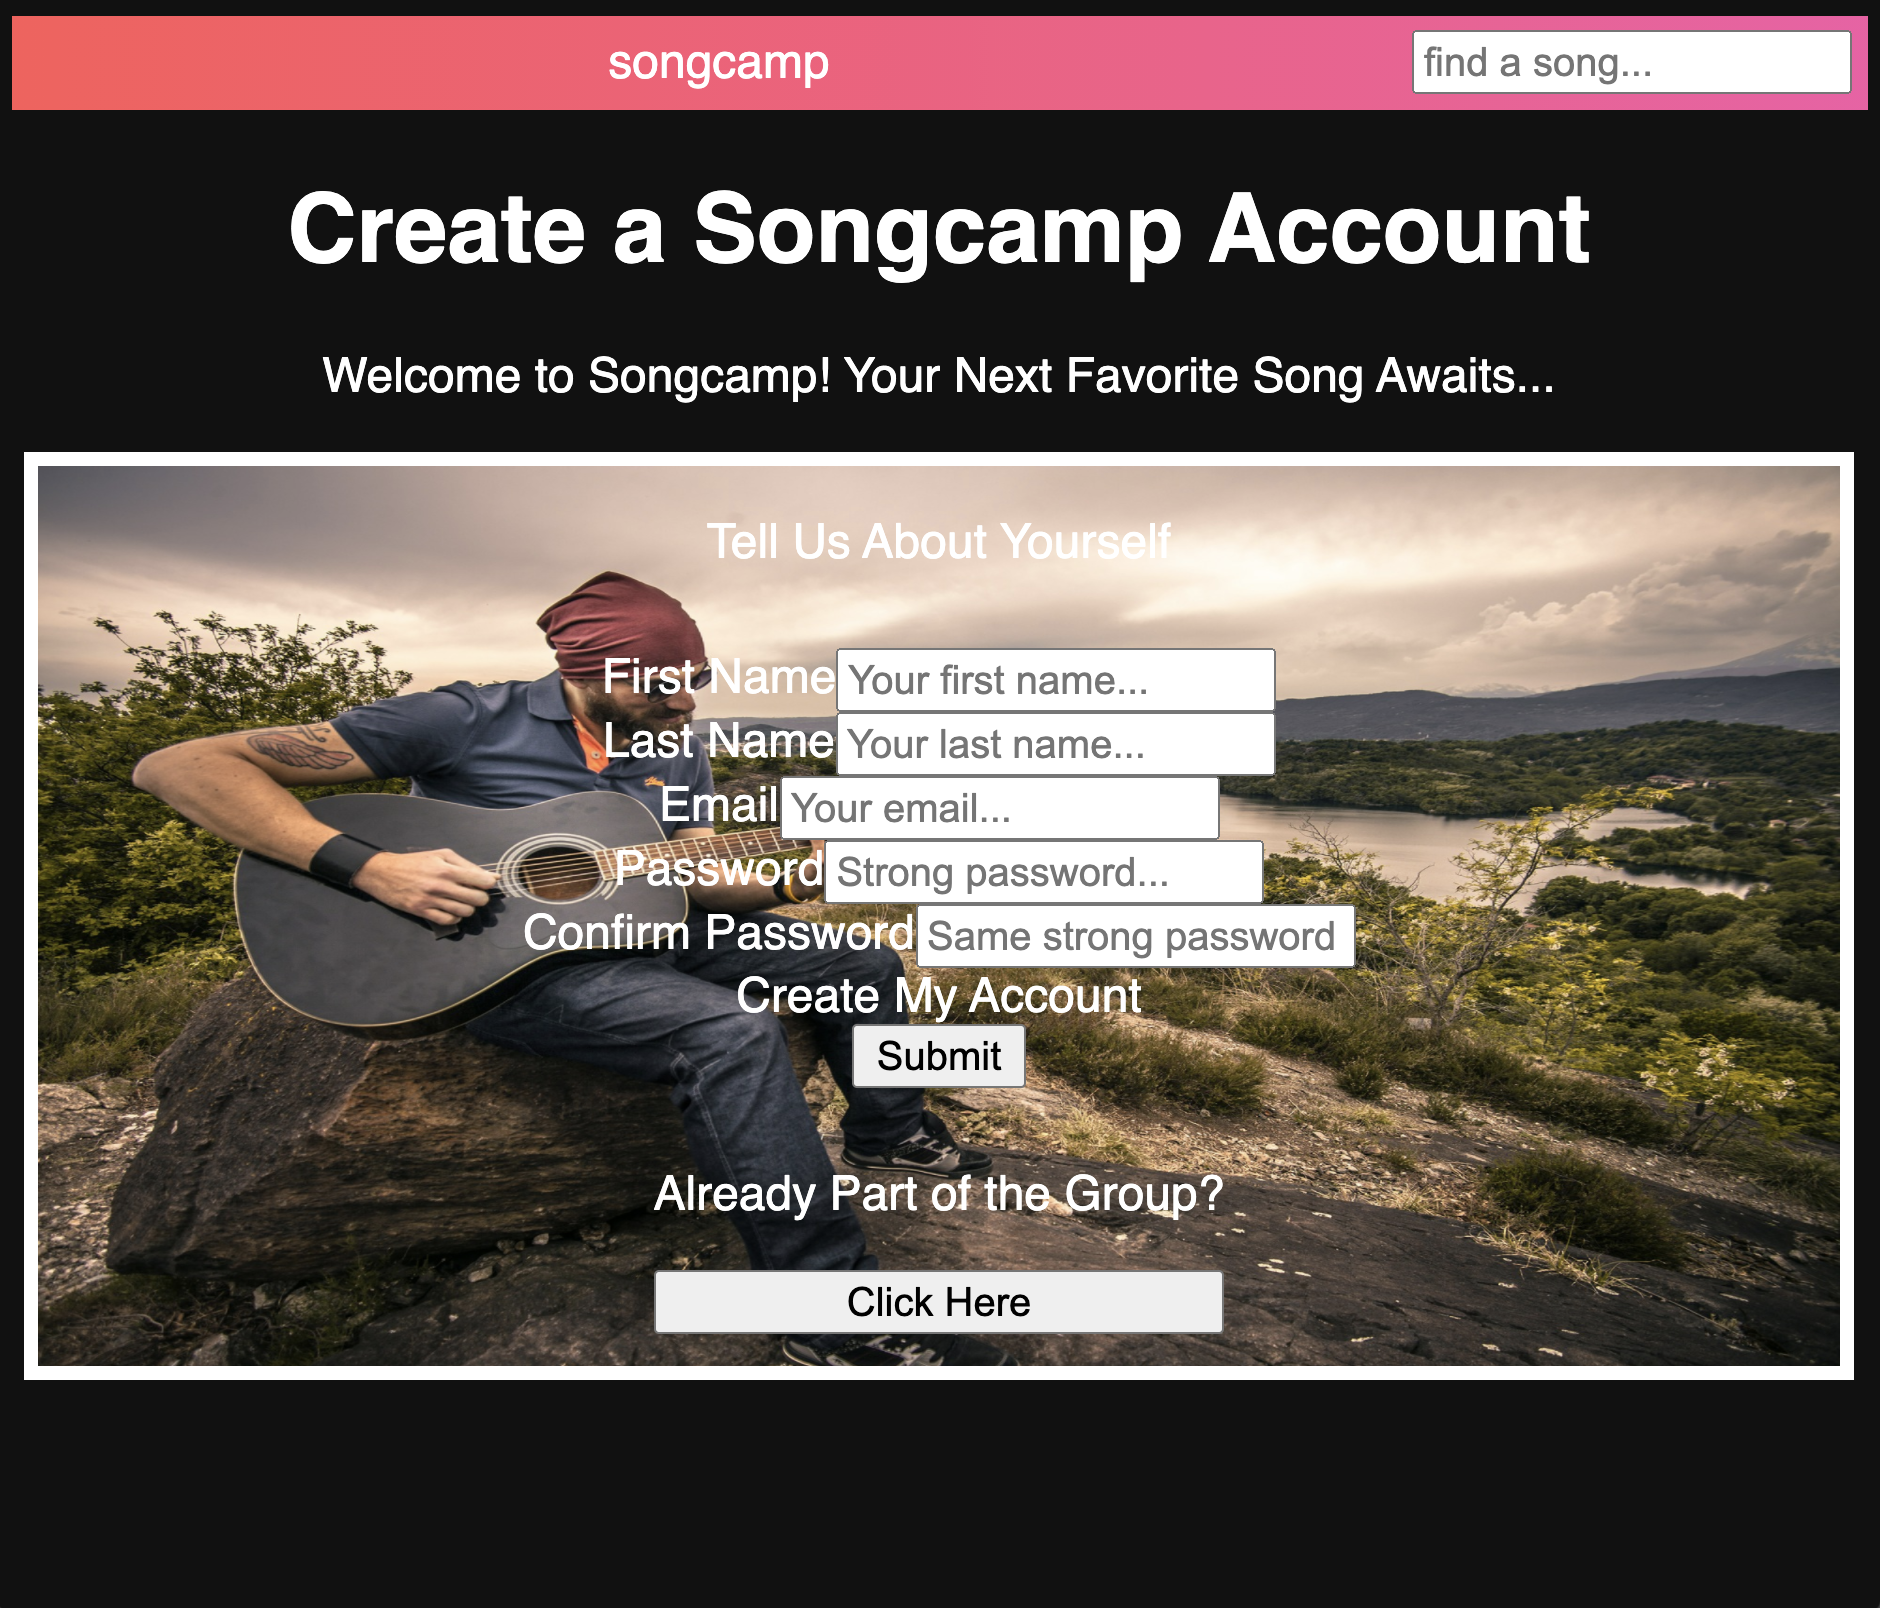 songcamp find a song...
Create a Songcamp Account
Welcome to Songcamp! Your Next Favorite Song Awaits...
Tell Us About Yourself
First Name Your first name...
Last Name Your last name...
Email Your email...
Password Strong password...
Confirm Password Same strong password
Create My Account
Submit
Already Part of the Group?
Click Here